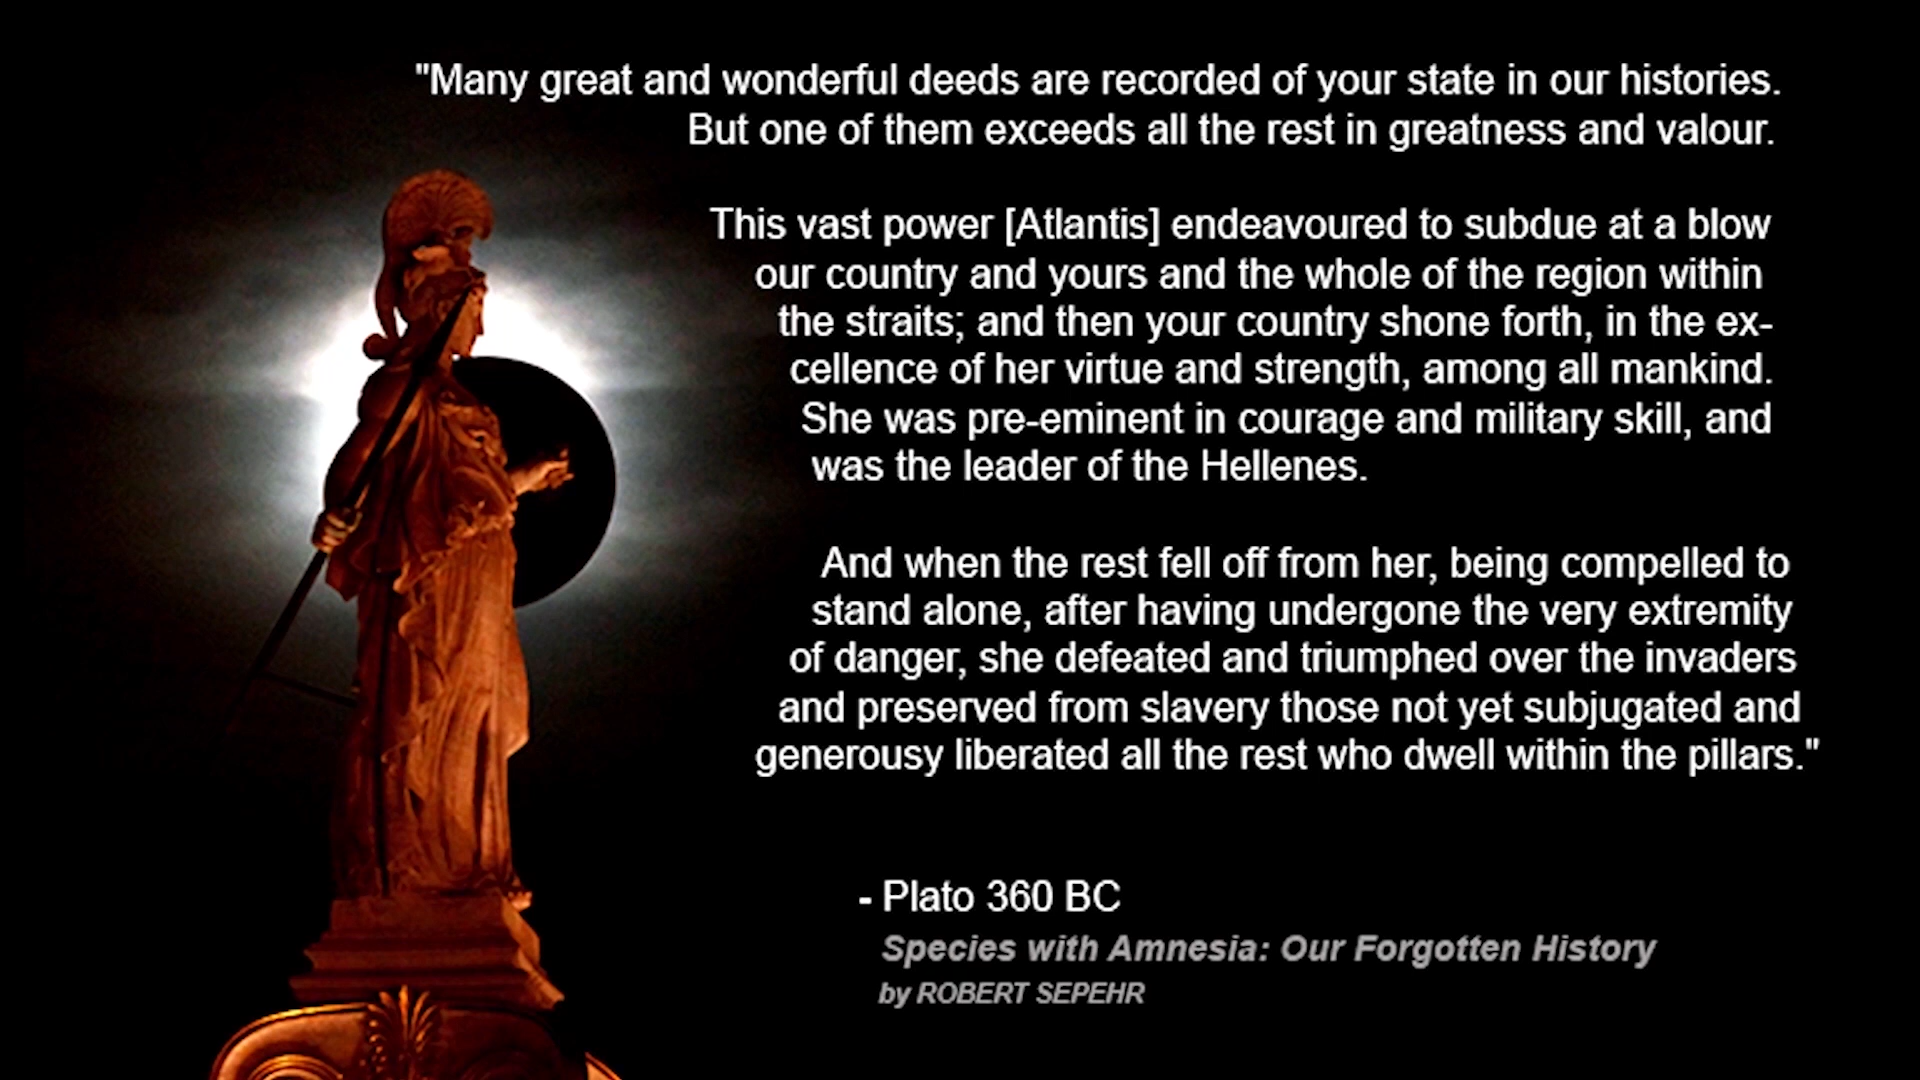 "Many great and wonderful deeds are recorded of your state in our histories.
But one of them exceeds all the rest in greatness and valour.
This vast power [Atlantis] endeavoured to subdue at a blow
our country and yours and the whole of the region within
the straits; and then your country shone forth, in the ex-
cellence of her virtue and strength, among all mankind.
She was pre-eminent in courage and military skill, and
was the leader of the Hellenes.
And when the rest fell off from her, being compelled to
stand alone, after having undergone the very extremity
of danger, she defeated and triumphed over the invaders
and preserved from slavery those not yet subjugated and
generousy liberated all the rest who dwell within the pillars."
- Plato 360 BC
Species with Amnesia: Our Forgotten History
by ROBERT SEPEHR